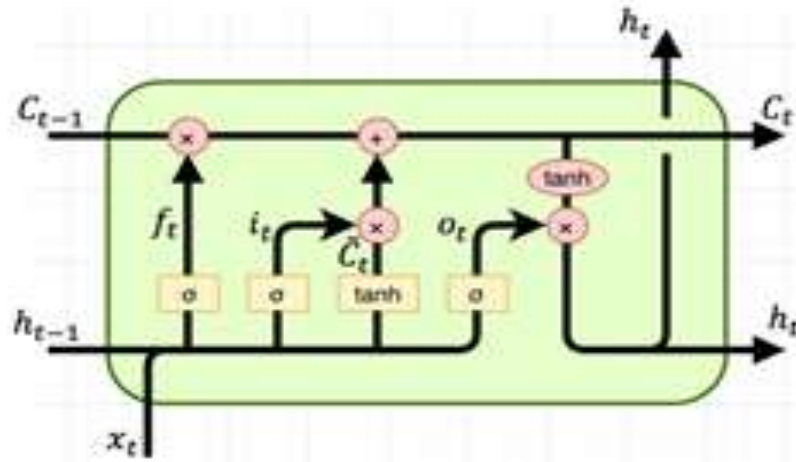 h_t
C_{t-1} × + C_t
tanh
f_t i_t × o_t ×
C̃_t
σ σ tanh σ
h_{t-1} h_t
x_t